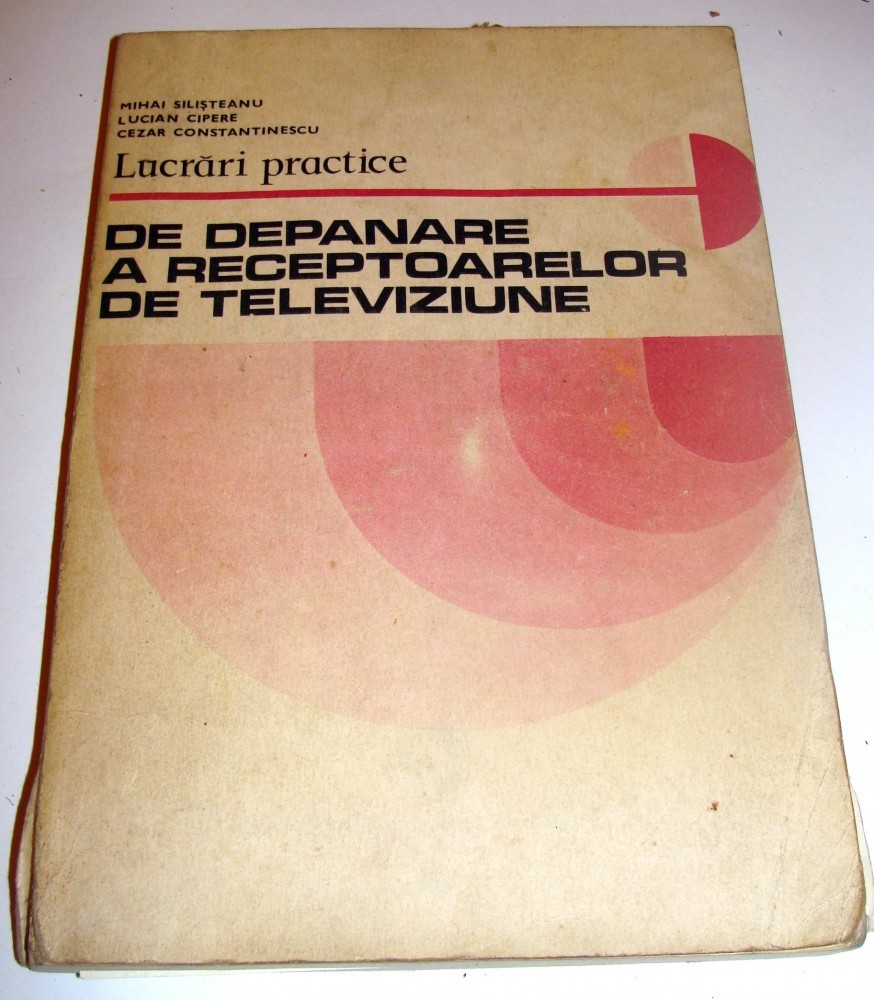 MIHAI SILIȘTEANU
LUCIAN CIPERE
CEZAR CONSTANTINESCU
Lucrări practice
DE DEPANARE
A RECEPTOARELOR
DE TELEVIZIUNE